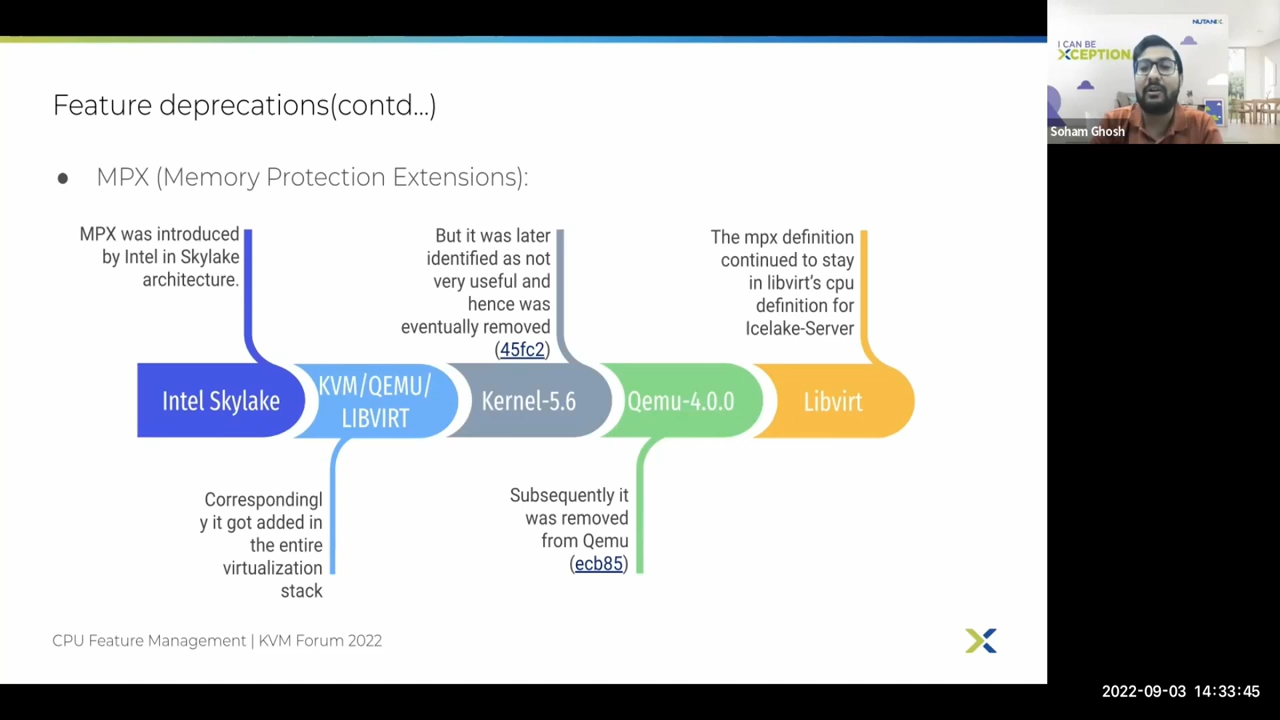 Feature deprecations(contd...)
● MPX (Memory Protection Extensions):
MPX was introduced
by Intel in Skylake
architecture.
But it was later
identified as not
very useful and
hence was
eventually removed
(45fc2)
The mpx definition
continued to stay
in libvirt's cpu
definition for
Icelake-Server
Intel Skylake
KVM/QEMU/
LIBVIRT
Kernel-5.6
Qemu-4.0.0
Libvirt
Correspondingl
y it got added in
the entire
virtualization
stack
Subsequently it
was removed
from Qemu
(ecb85)
CPU Feature Management | KVM Forum 2022
NUTANIX
I CAN BE
XCEPTION
Soham Ghosh
2022-09-03 14:33:45